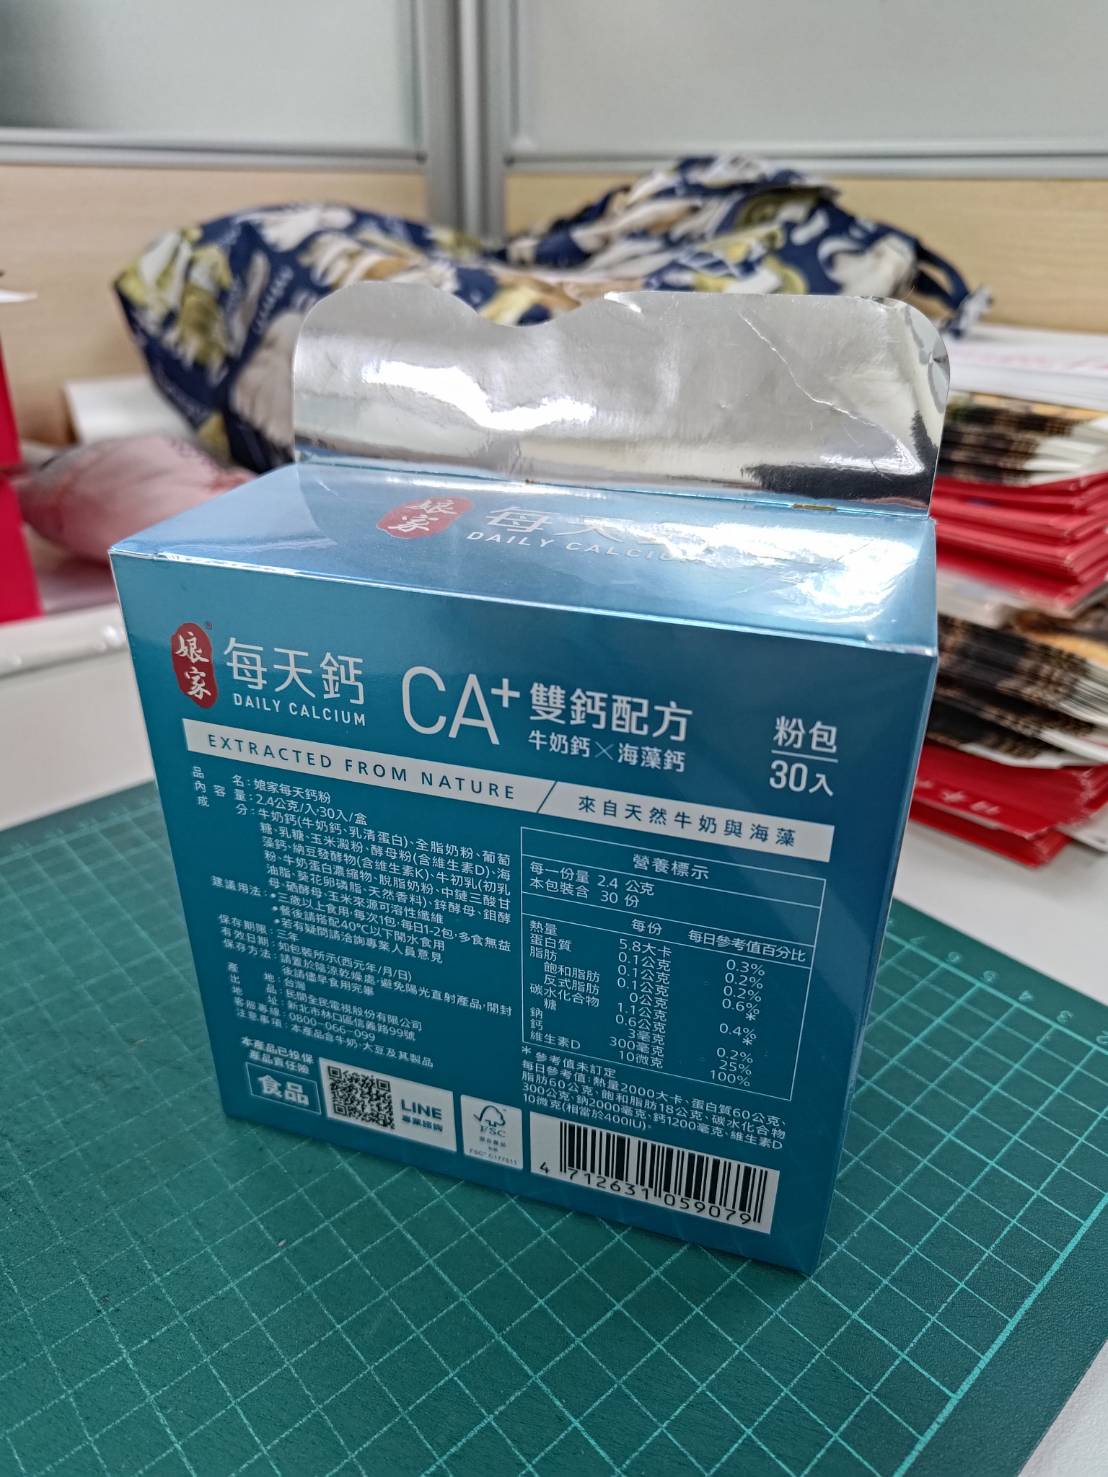 娘家
每天
DAILY CALCIU
娘家®
每天鈣
DAILY CALCIUM
CA+
雙鈣配方
牛奶鈣×海藻鈣
粉包
30入
EXTRACTED FROM NATURE / 來自天然牛奶與海藻
品名:娘家每天鈣粉
內容量:2.4公克/入,30入/盒
成分:牛奶鈣(牛奶鈣、乳清蛋白)、全脂奶粉、葡萄
糖、乳糖、玉米澱粉、酵母粉(含維生素D)、海
藻鈣、納豆發酵物(含維生素K)、牛初乳(初乳
粉、牛奶蛋白濃縮物、脫脂奶粉、中鏈三酸甘
油脂、葵花卵磷脂、天然香料)、鋅酵母、鉬酵
母、硒酵母、玉米來源可溶性纖維
建議用法:•三歲以上食用,每次1包,每日1-2包,多食無益
•餐後請搭配40°C以下開水食用
•若有疑問請洽詢專業人員意見
保存期限:三年
有效日期:如包裝所示(西元年/月/日)
保存方法:請置於陰涼乾燥處,避免陽光直射產品,開封
後請儘早食用完畢
產地:台灣
出品:民間全民電視股份有限公司
地址:新北市林口區信義路99號
客服專線:0800-066-099
注意事項:本產品含牛奶、大豆及其製品
本產品已投保
產品責任險
食品
LINE
FSC
營養標示
每一份量 2.4 公克
本包裝含 30 份
每份 每日參考值百分比
熱量 5.8大卡 0.3%
蛋白質 0.1公克 0.2%
脂肪 0.1公克 0.2%
飽和脂肪 0.1公克 0.6%
反式脂肪 0公克 *
碳水化合物 1.1公克 0.4%
糖 0.6公克 *
鈉 3毫克 0.2%
鈣 300毫克 25%
維生素D 10微克 100%
* 參考值未訂定
每日參考值:熱量2000大卡、蛋白質60公克、
脂肪60公克、飽和脂肪18公克、碳水化合物
300公克、鈉2000毫克、鈣1200毫克、維生素D
10微克(相當於400IU)。
4 712631 059079